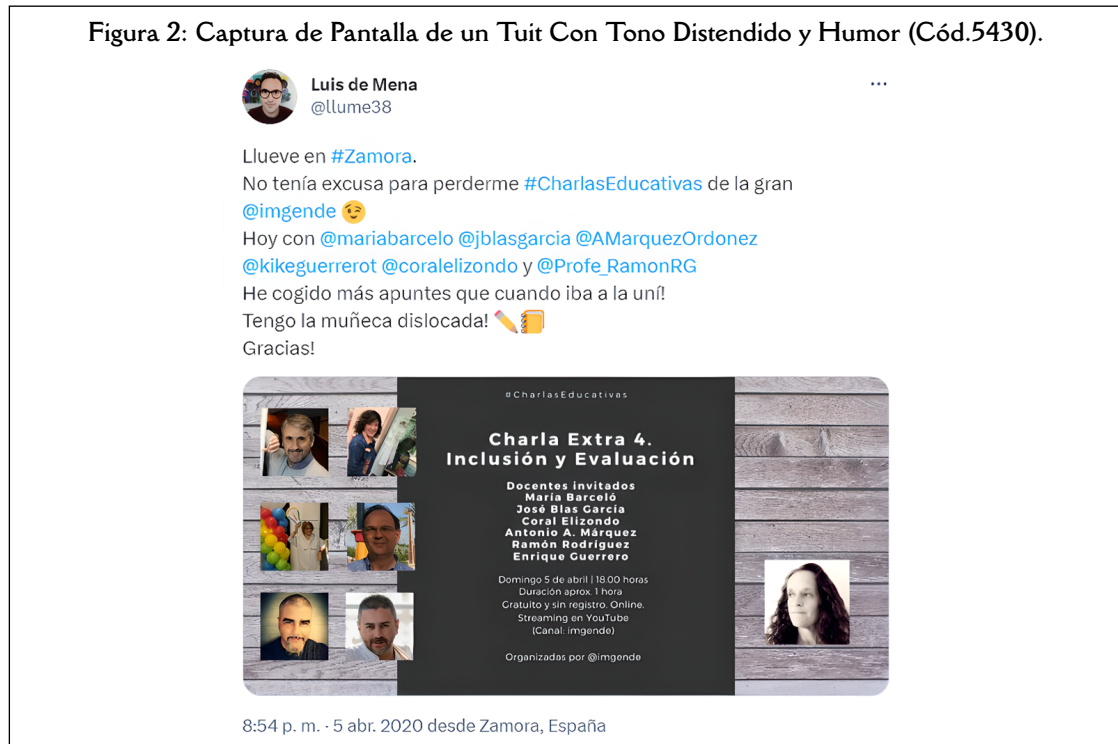 Figura 2: Captura de Pantalla de un Tuit Con Tono Distendido y Humor (Cód.5430).
Luis de Mena
@llume38
Llueve en #Zamora.
No tenía excusa para perderme #CharlasEducativas de la gran
@imgende 😉
Hoy con @mariabarcelo @jblasgarcia @AMarquezOrdonez
@kikeguerrerot @coralelizondo y @Profe_RamonRG
He cogido más apuntes que cuando iba a la uní!
Tengo la muñeca dislocada! ✏️📒
Gracias!
#CharlasEducativas
Charla Extra 4.
Inclusión y Evaluación
Docentes invitados
María Barceló
José Blas García
Coral Elizondo
Antonio A. Márquez
Ramón Rodríguez
Enrique Guerrero
Domingo 5 de abril | 18.00 horas
Duración aprox. 1 hora
Gratuito y sin registro. Online.
Streaming en YouTube
(Canal: imgende)
Organizadas por @imgende
8:54 p. m. · 5 abr. 2020 desde Zamora, España